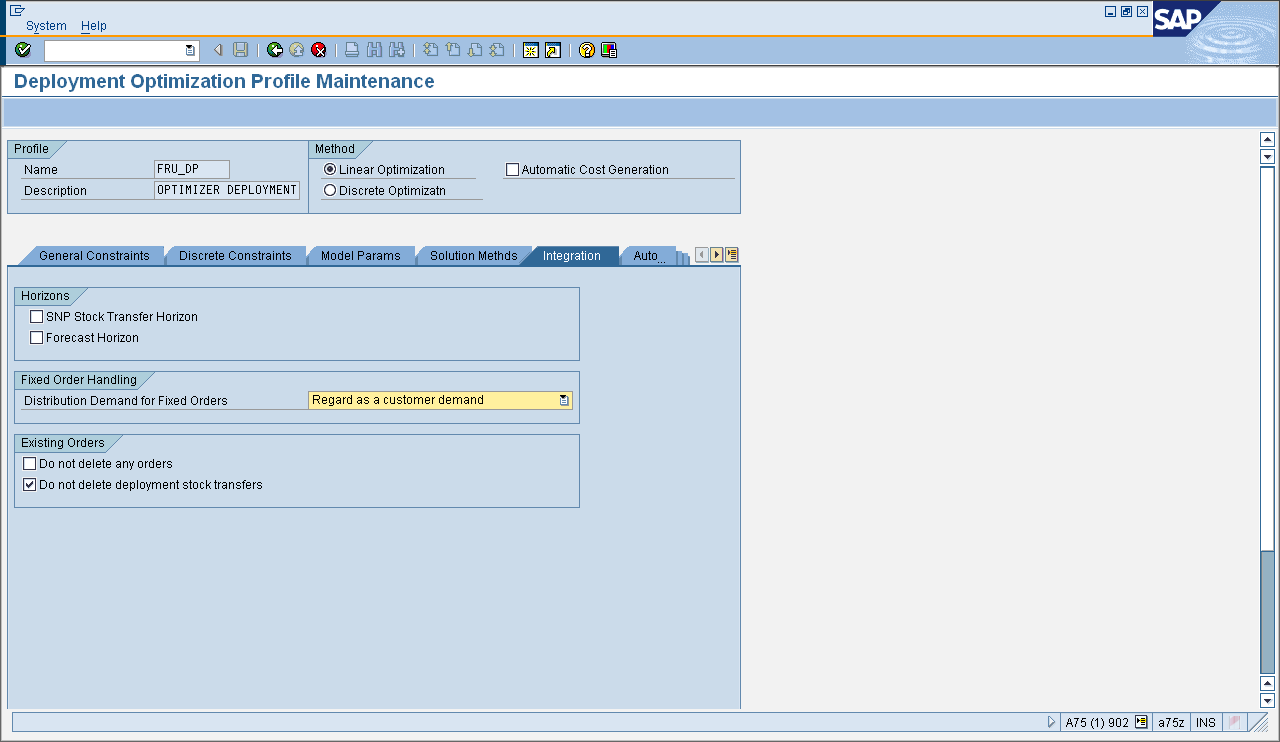 System Help
SAP
Deployment Optimization Profile Maintenance
Profile
Method
Name FRU_DP
Linear Optimization
Automatic Cost Generation
Description OPTIMIZER DEPLOYMENT
Discrete Optimizatn
General Constraints
Discrete Constraints
Model Params
Solution Methds
Integration
Auto...
Horizons
SNP Stock Transfer Horizon
Forecast Horizon
Fixed Order Handling
Distribution Demand for Fixed Orders Regard as a customer demand
Existing Orders
Do not delete any orders
Do not delete deployment stock transfers
A75 (1) 902 a75z INS